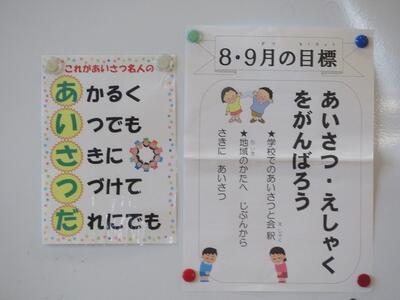 これがあいさつ名人の
あかるく
いつでも
さきに
つづけて
だれにでも
8・9月の目標
あいさつ・えしゃく
をがんばろう
★学校でのあいさつと会釈
★地域のかたへ じぶんから
さきに あいさつ